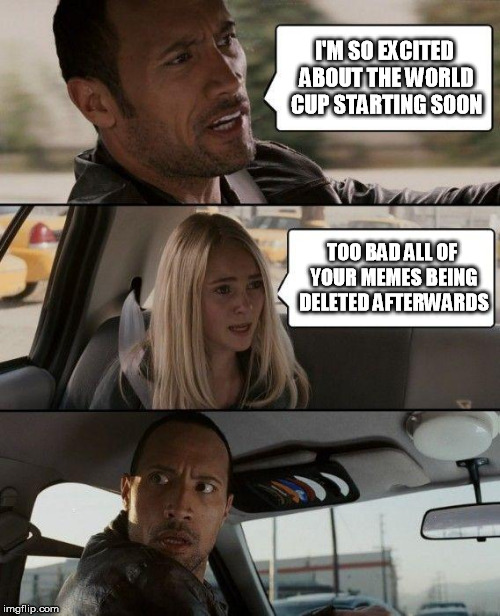 I'M SO EXCITED
ABOUT THE WORLD
CUP STARTING SOON
TOO BAD ALL OF
YOUR MEMES BEING
DELETED AFTERWARDS
imgflip.com